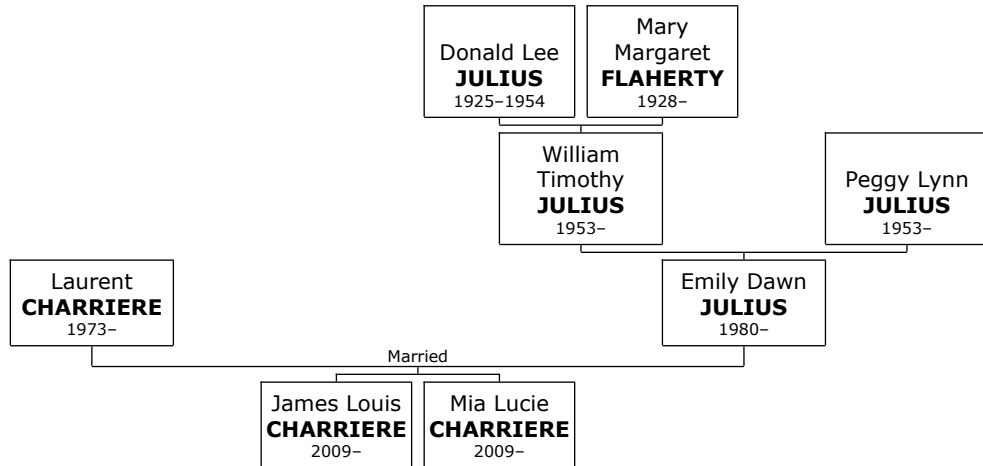 Donald Lee
JULIUS
1925–1954
Mary
Margaret
FLAHERTY
1928–
William
Timothy
JULIUS
1953–
Peggy Lynn
JULIUS
1953–
Laurent
CHARRIERE
1973–
Emily Dawn
JULIUS
1980–
Married
James Louis
CHARRIERE
2009–
Mia Lucie
CHARRIERE
2009–